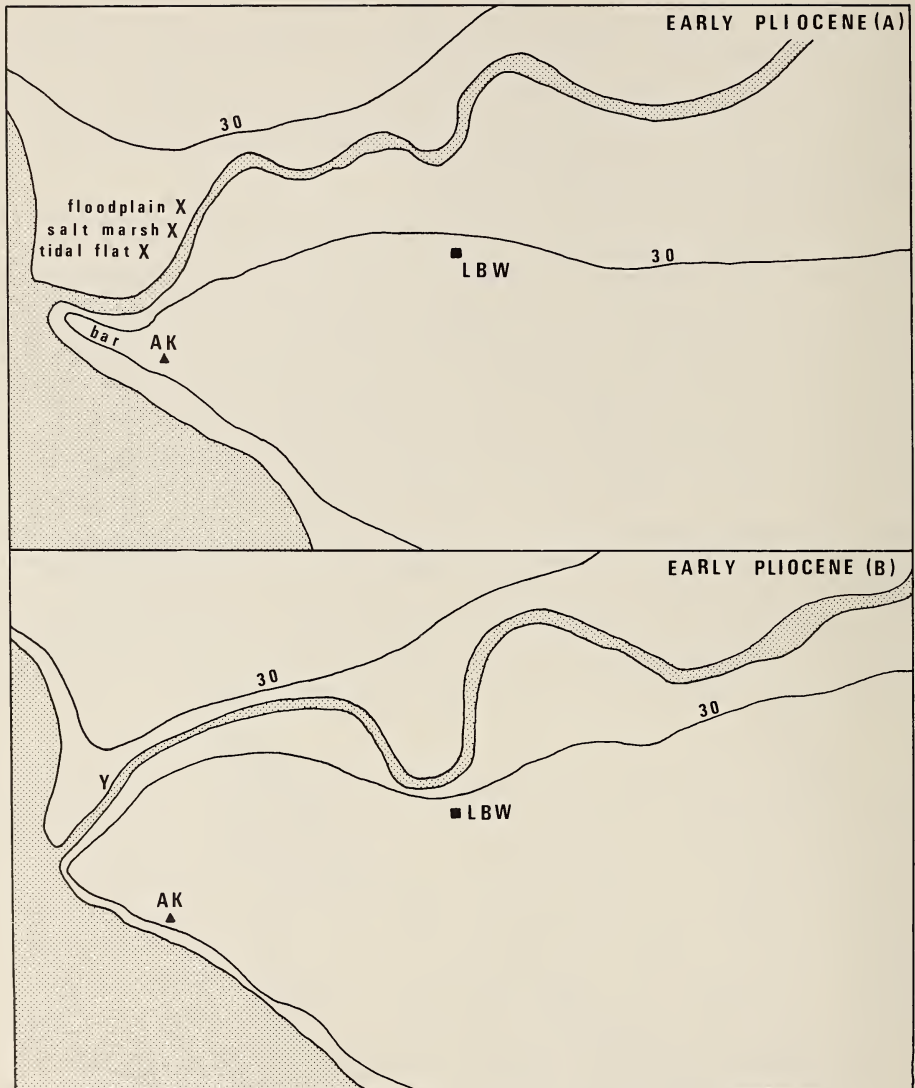 EARLY PLIOCENE (A)
30
floodplain X
salt marsh X
tidal flat X
30
LBW
bar
AK
EARLY PLIOCENE (B)
30
30
Y
LBW
AK